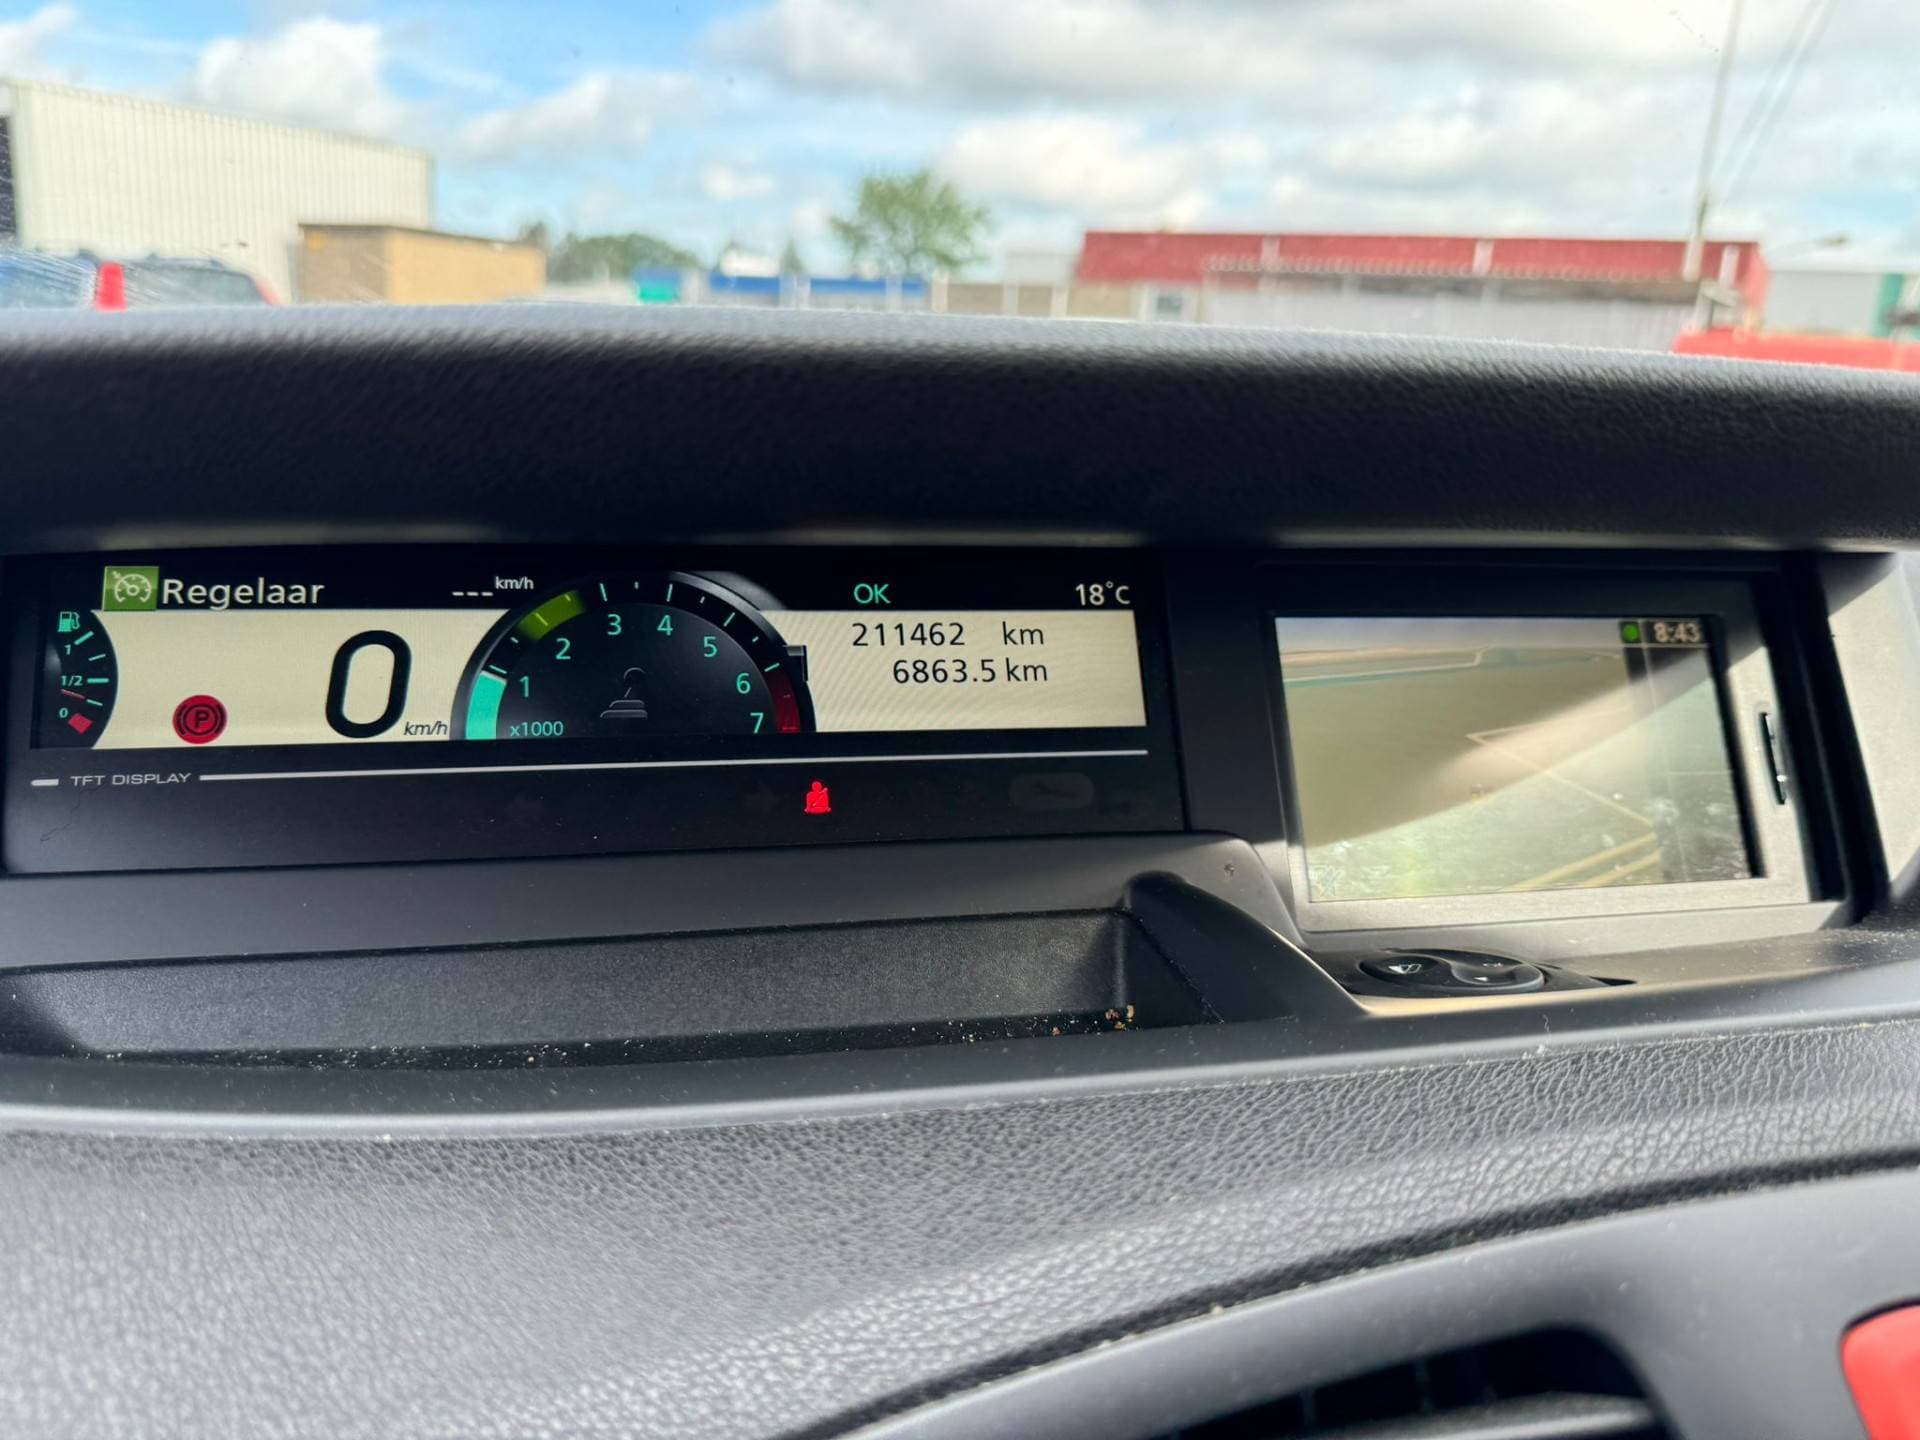 Regelaar
--- km/h
OK
18°C
1
1/2
0
P
0 km/h
1 2 3 4 5 6 7
x1000
211462 km
6863.5 km
TFT DISPLAY
8:43